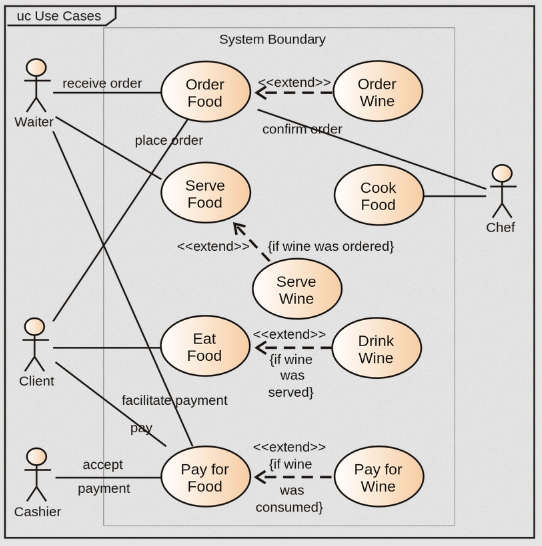 uc Use Cases
System Boundary
receive order
Order
Food
<<extend>>
Order
Wine
Waiter
place order
confirm order
Serve
Food
Cook
Food
Chef
<<extend>>
{if wine was ordered}
Serve
Wine
Client
Eat
Food
<<extend>>
{if wine
was
served}
Drink
Wine
facilitate payment
pay
Cashier
accept
payment
Pay for
Food
<<extend>>
{if wine
was
consumed}
Pay for
Wine